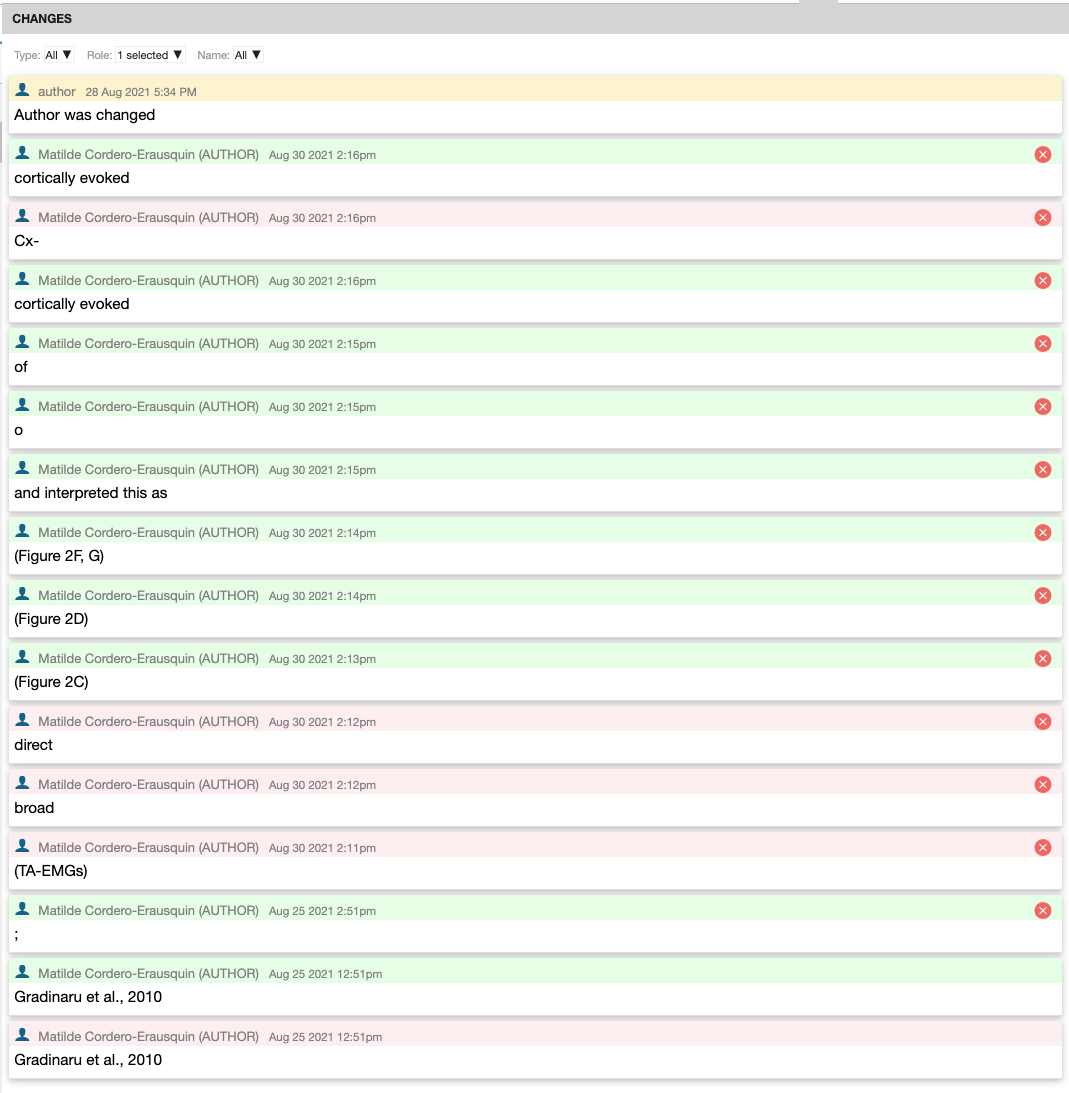 CHANGES
Type: All ▼ Role: 1 selected ▼ Name: All ▼
author 28 Aug 2021 5:34 PM
Author was changed
Matilde Cordero-Erausquin (AUTHOR) Aug 30 2021 2:16pm
cortically evoked
Matilde Cordero-Erausquin (AUTHOR) Aug 30 2021 2:16pm
Cx-
Matilde Cordero-Erausquin (AUTHOR) Aug 30 2021 2:16pm
cortically evoked
Matilde Cordero-Erausquin (AUTHOR) Aug 30 2021 2:15pm
of
Matilde Cordero-Erausquin (AUTHOR) Aug 30 2021 2:15pm
o
Matilde Cordero-Erausquin (AUTHOR) Aug 30 2021 2:15pm
and interpreted this as
Matilde Cordero-Erausquin (AUTHOR) Aug 30 2021 2:14pm
(Figure 2F, G)
Matilde Cordero-Erausquin (AUTHOR) Aug 30 2021 2:14pm
(Figure 2D)
Matilde Cordero-Erausquin (AUTHOR) Aug 30 2021 2:13pm
(Figure 2C)
Matilde Cordero-Erausquin (AUTHOR) Aug 30 2021 2:12pm
direct
Matilde Cordero-Erausquin (AUTHOR) Aug 30 2021 2:12pm
broad
Matilde Cordero-Erausquin (AUTHOR) Aug 30 2021 2:11pm
(TA-EMGs)
Matilde Cordero-Erausquin (AUTHOR) Aug 25 2021 2:51pm
;
Matilde Cordero-Erausquin (AUTHOR) Aug 25 2021 12:51pm
Gradinaru et al., 2010
Matilde Cordero-Erausquin (AUTHOR) Aug 25 2021 12:51pm
Gradinaru et al., 2010